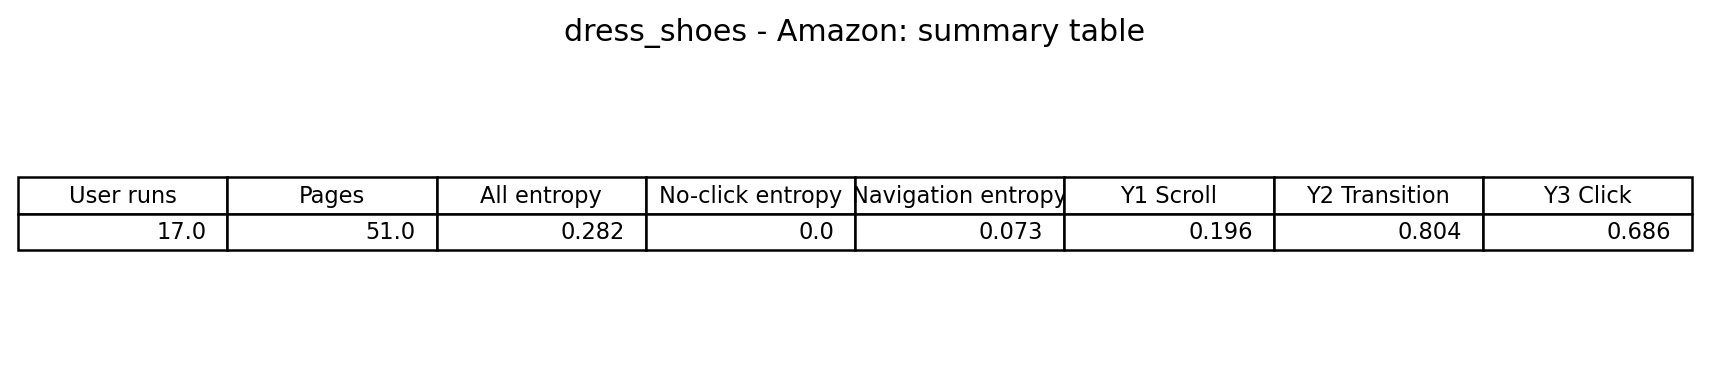 dress_shoes - Amazon: summary table
User runs Pages All entropy No-click entropy Navigation entropy Y1 Scroll Y2 Transition Y3 Click
17.0 51.0 0.282 0.0 0.073 0.196 0.804 0.686